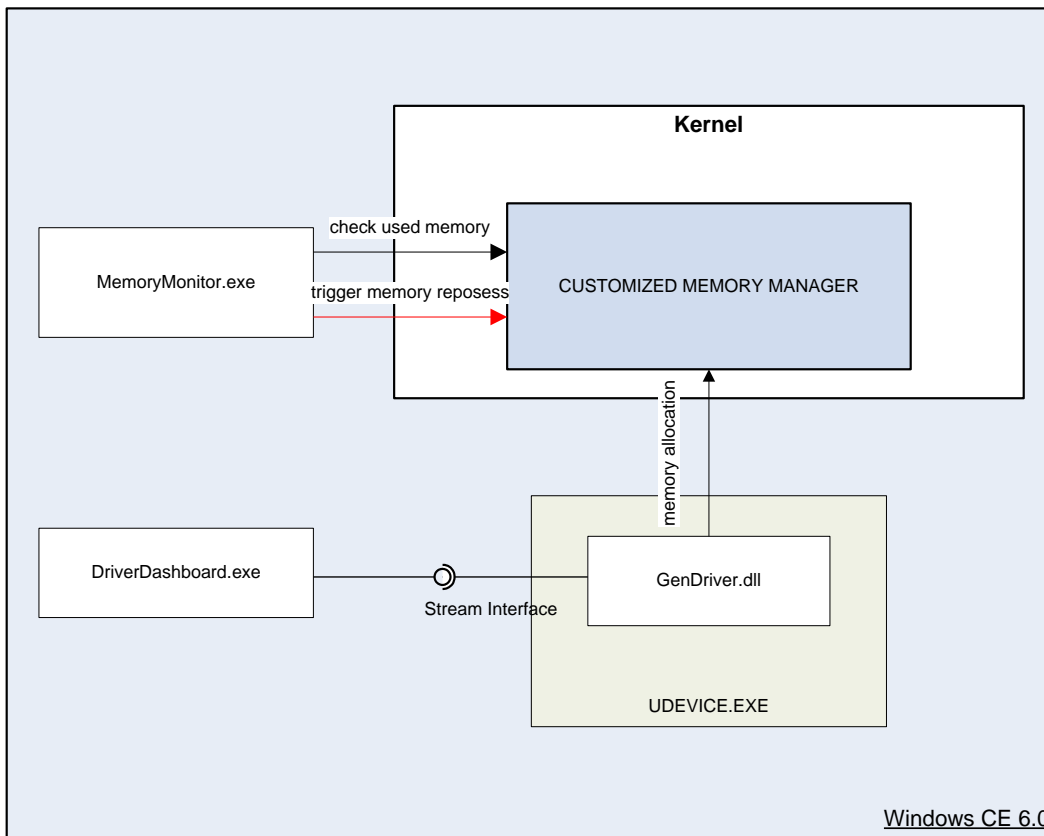 Kernel
check used memory
MemoryMonitor.exe
CUSTOMIZED MEMORY MANAGER
trigger memory reposess
memory allocation
DriverDashboard.exe
GenDriver.dll
Stream Interface
UDEVICE.EXE
Windows CE 6.0